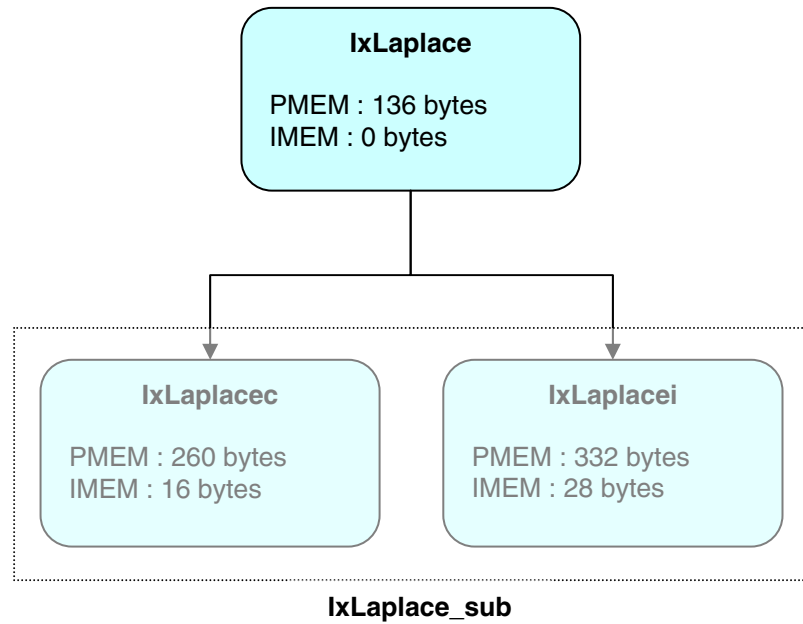 IxLaplace
PMEM : 136 bytes
IMEM : 0 bytes
IxLaplacec
PMEM : 260 bytes
IMEM : 16 bytes
IxLaplacei
PMEM : 332 bytes
IMEM : 28 bytes
IxLaplace_sub